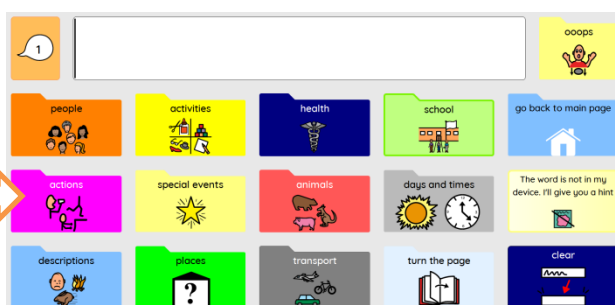 1
ooops
people
activities
health
school
go back to main page
actions
special events
animals
days and times
The word is not in my
device. I'll give you a hint
descriptions
places
transport
turn the page
clear
?